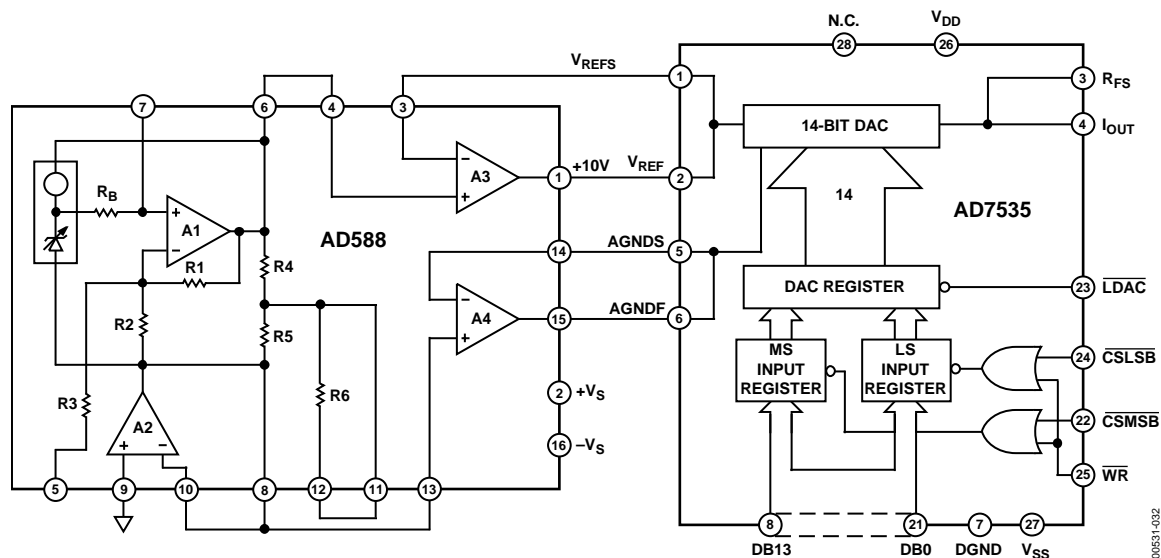 N.C.
VDD
28
26
VREFS
1
3
RFS
7
6
4
3
14-BIT DAC
4
IOUT
RB
A3
−
+
1
+10V
VREF
2
14
AD7535
A1
+
−
AD588
R1
R4
14
AGNDS
5
R2
R5
A4
−
+
15
AGNDF
6
DAC REGISTER
23
LDAC
MS
INPUT
REGISTER
LS
INPUT
REGISTER
24
CSLSB
R3
R6
2
+VS
A2
+
−
22
CSMSB
16
−VS
25
WR
5
9
10
8
12
11
13
8
21
7
27
DB13
DB0
DGND
VSS
00531-032